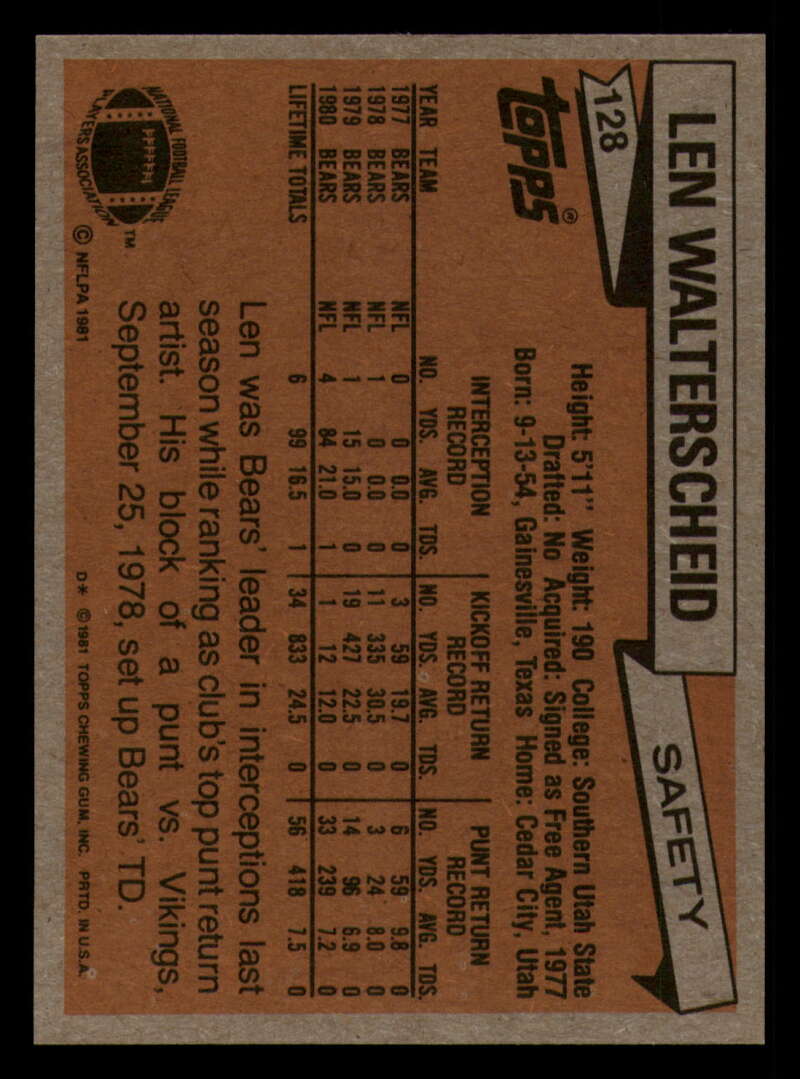 LEN WALTERSCHEID
SAFETY
128
TOPPS®
Height: 5'11" Weight: 190 College: Southern Utah State
Drafted: No Acquired: Signed as Free Agent, 1977
Born: 9-13-54, Gainesville, Texas Home: Cedar City, Utah
INTERCEPTION RECORD KICKOFF RETURN RECORD PUNT RETURN RECORD
YEAR TEAM NO. YDS. AVG. TDS. NO. YDS. AVG. TDS. NO. YDS. AVG. TDS.
1977 BEARS NFL 0 0 0.0 0 3 59 19.7 0 6 59 9.8 0
1978 BEARS NFL 1 0 0.0 0 11 335 30.5 0 3 24 8.0 0
1979 BEARS NFL 1 15 15.0 0 19 427 22.5 0 14 96 6.9 0
1980 BEARS NFL 4 84 21.0 1 1 12 12.0 0 33 239 7.2 0
LIFETIME TOTALS 6 99 16.5 1 34 833 24.5 0 56 418 7.5 0
Len was Bears' leader in interceptions last
season while ranking as club's top punt return
artist. His block of a punt vs. Vikings,
September 25, 1978, set up Bears' TD.
NATIONAL FOOTBALL LEAGUE
PLAYERS ASSOCIATION
™
© NFLPA 1981
D* ©1981 TOPPS CHEWING GUM, INC. PRTD. IN U.S.A.